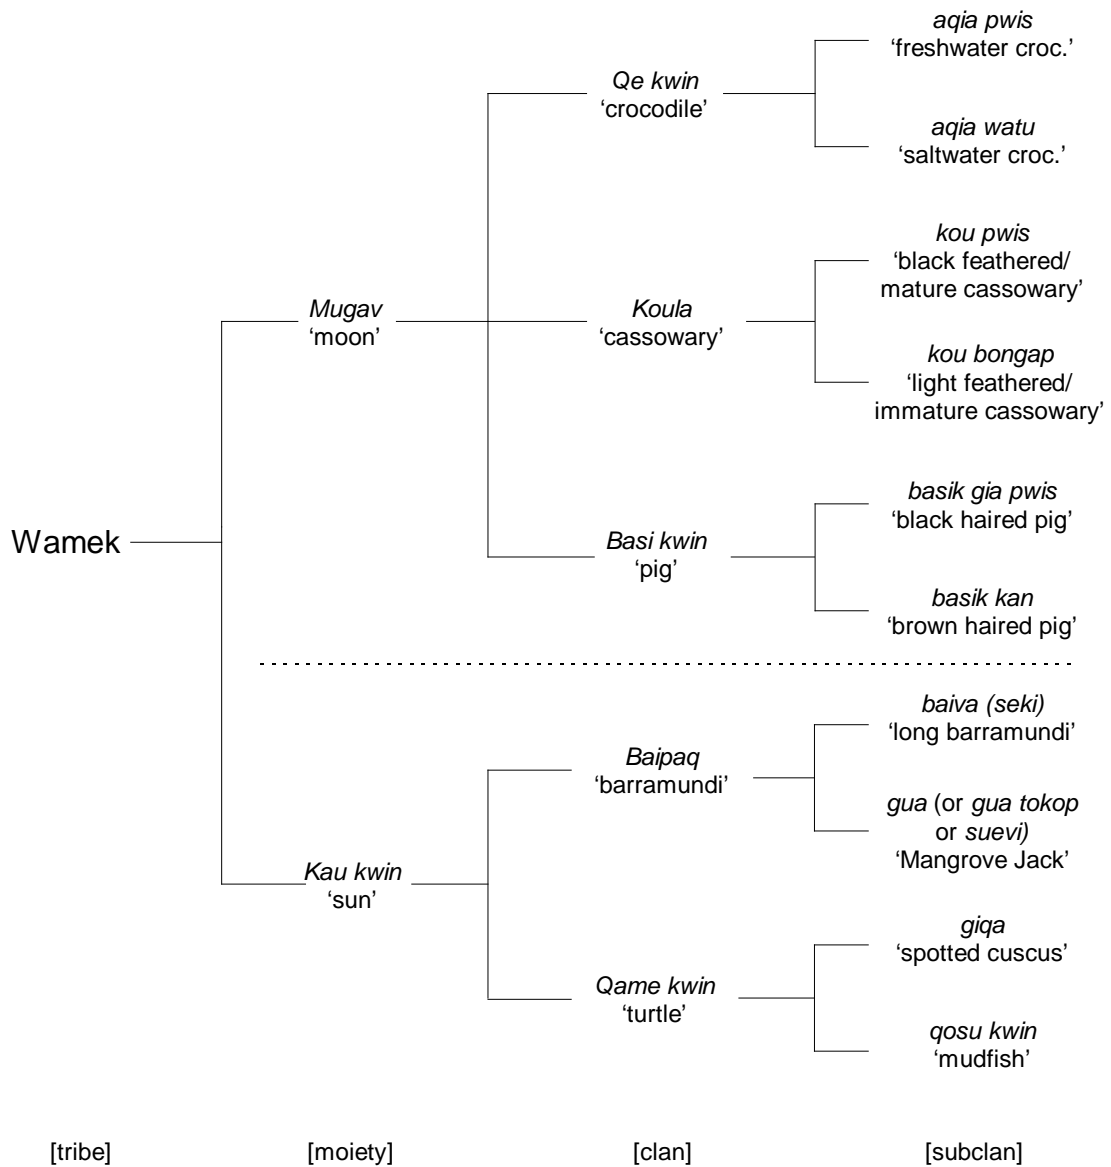 aqia pwis
‘freshwater croc.’
Qe kwin
‘crocodile’
aqia watu
‘saltwater croc.’
kou pwis
‘black feathered/
mature cassowary’
Mugav
‘moon’
Koula
‘cassowary’
kou bongap
‘light feathered/
immature cassowary’
basik gia pwis
‘black haired pig’
Wamek
Basi kwin
‘pig’
basik kan
‘brown haired pig’
baiva (seki)
‘long barramundi’
Baipaq
‘barramundi’
gua (or gua tokop
or suevi)
‘Mangrove Jack’
Kau kwin
‘sun’
giqa
‘spotted cuscus’
Qame kwin
‘turtle’
qosu kwin
‘mudfish’
[tribe] [moiety] [clan] [subclan]